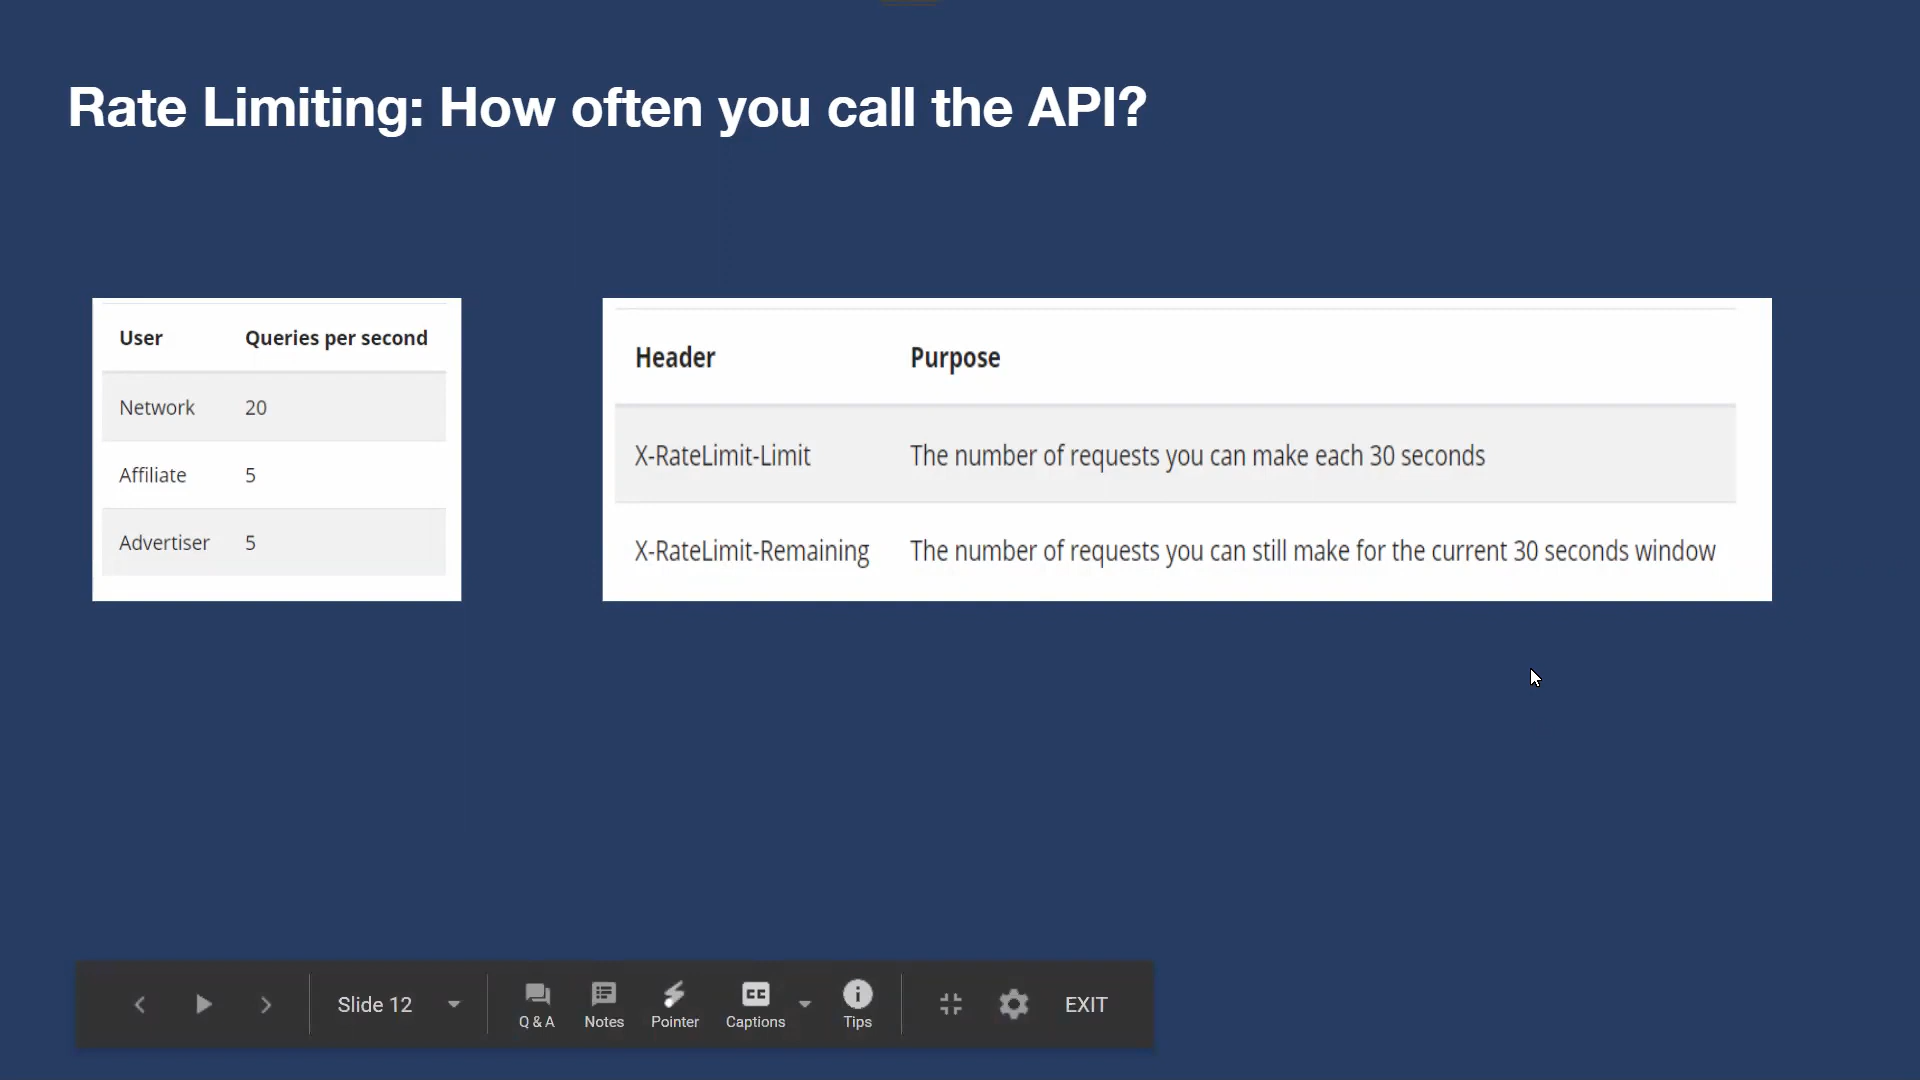 Rate Limiting: How often you call the API?
User Queries per second
Network 20
Affiliate 5
Advertiser 5
Header Purpose
X-RateLimit-Limit The number of requests you can make each 30 seconds
X-RateLimit-Remaining The number of requests you can still make for the current 30 seconds window
Slide 12
Q & A
Notes
Pointer
CC
Captions
Tips
EXIT